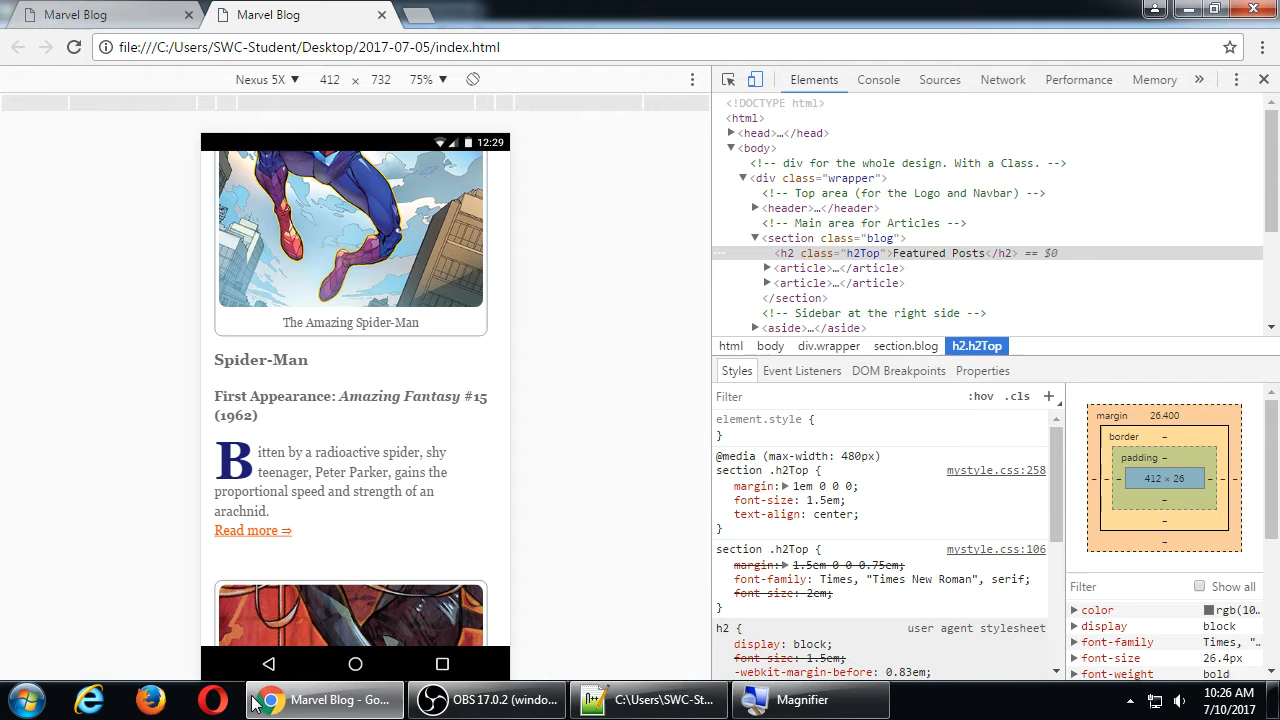 Marvel Blog
Marvel Blog
file:///C:/Users/SWC-Student/Desktop/2017-07-05/index.html
Nexus 5X ▼ 412 × 732 75% ▼
Elements Console Sources Network Performance Memory »
<!DOCTYPE html>
<html>
▶<head>…</head>
▼<body>
<!-- div for the whole design. With a Class. -->
▼<div class="wrapper">
<!-- Top area (for the Logo and Navbar) -->
▶<header>…</header>
<!-- Main area for Articles -->
▼<section class="blog">
<h2 class="h2Top">Featured Posts</h2> == $0
▶<article>…</article>
▶<article>…</article>
</section>
<!-- Sidebar at the right side -->
▶<aside>…</aside>
html body div.wrapper section.blog h2.h2Top
Styles Event Listeners DOM Breakpoints Properties
Filter :hov .cls +
element.style {
}
@media (max-width: 480px)
section .h2Top { mystyle.css:258
margin:▶1em 0 0 0;
font-size: 1.5em;
text-align: center;
}
section .h2Top { mystyle.css:106
margin:▶1.5em 0 0 0.75em;
font-family: Times, "Times New Roman", serif;
font-size: 2em;
}
h2 { user agent stylesheet
display: block;
font-size: 1.5em;
-webkit-margin-before: 0.83em;
margin 26.400
border –
padding –
412 × 26
Filter Show all
▶color rgb(10…
▶display block
▶font-family Times, "…
▶font-size 26.4px
▶font-weight bold
12:29
The Amazing Spider-Man
Spider-Man
First Appearance: Amazing Fantasy #15
(1962)
Bitten by a radioactive spider, shy
teenager, Peter Parker, gains the
proportional speed and strength of an
arachnid.
Read more ⇒
Marvel Blog - Go...
OBS 17.0.2 (windo...
C:\Users\SWC-Stu...
Magnifier
10:26 AM
7/10/2017